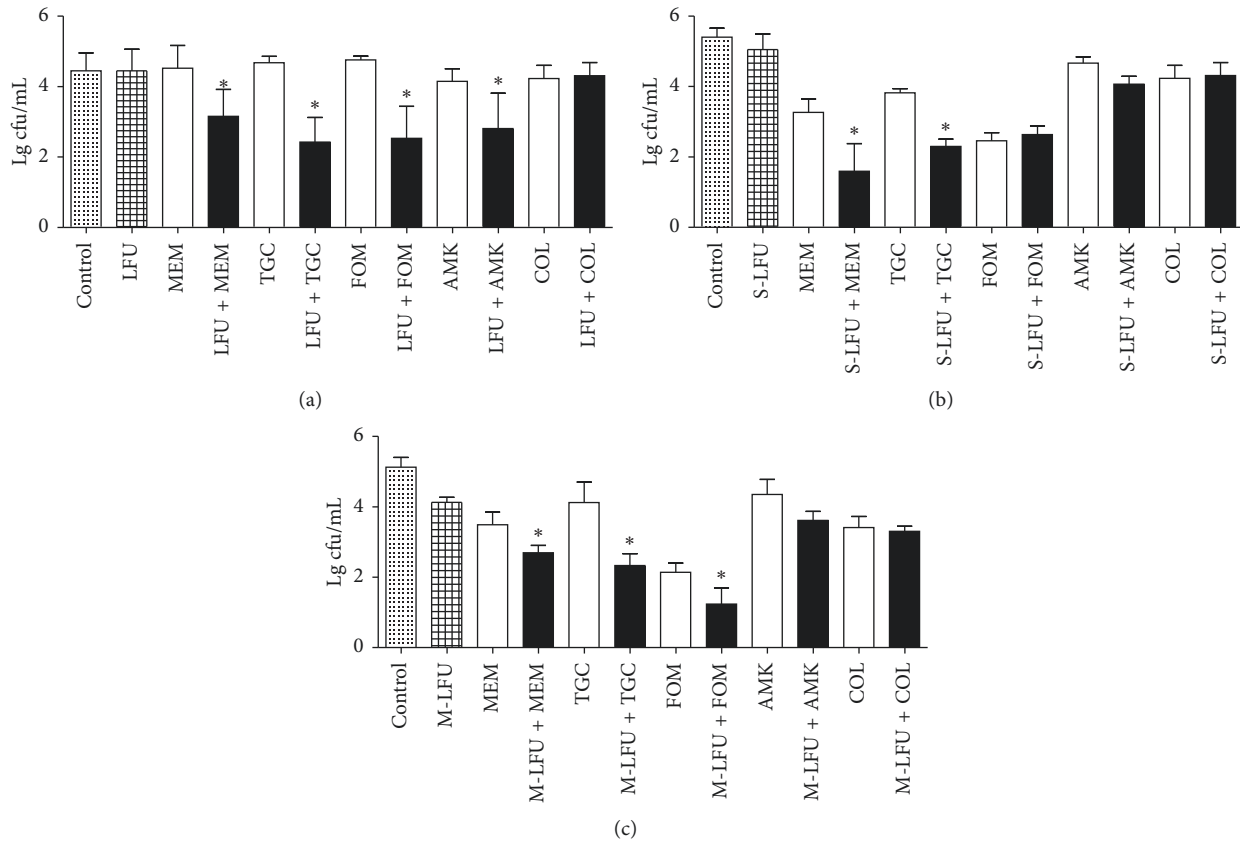 6
4
2
0
Lg cfu/mL
* * * *
Control
LFU
MEM
LFU + MEM
TGC
LFU + TGC
FOM
LFU + FOM
AMK
LFU + AMK
COL
LFU + COL
(a)
6
4
2
0
Lg cfu/mL
* *
Control
S-LFU
MEM
S-LFU + MEM
TGC
S-LFU + TGC
FOM
S-LFU + FOM
AMK
S-LFU + AMK
COL
S-LFU + COL
(b)
6
4
2
0
Lg cfu/mL
* * *
Control
M-LFU
MEM
M-LFU + MEM
TGC
M-LFU + TGC
FOM
M-LFU + FOM
AMK
M-LFU + AMK
COL
M-LFU + COL
(c)